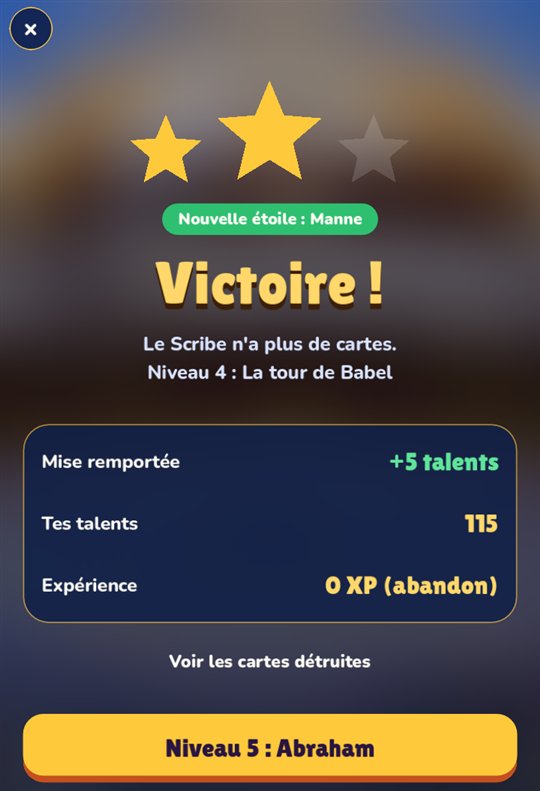 ×
Nouvelle étoile : Manne
Victoire !
Le Scribe n'a plus de cartes.
Niveau 4 : La tour de Babel
Mise remportée +5 talents
Tes talents 115
Expérience 0 XP (abandon)
Voir les cartes détruites
Niveau 5 : Abraham